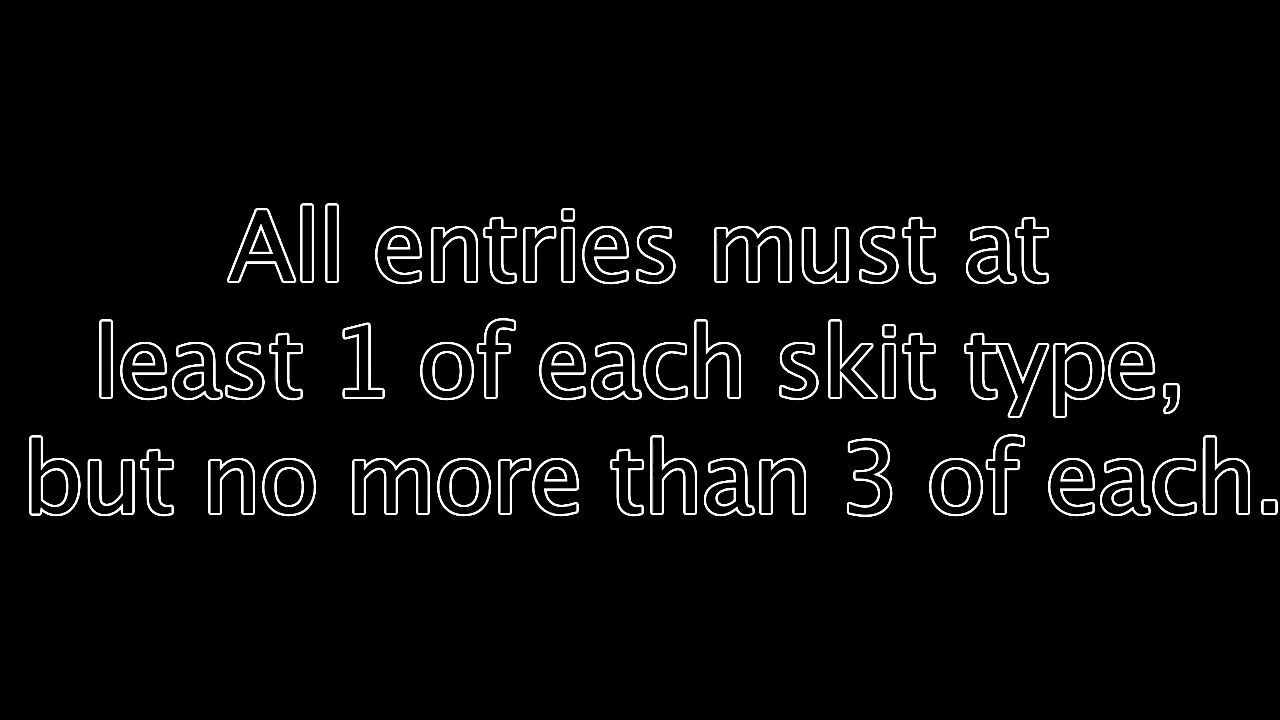 All entries must at
least 1 of each skit type,
but no more than 3 of each.